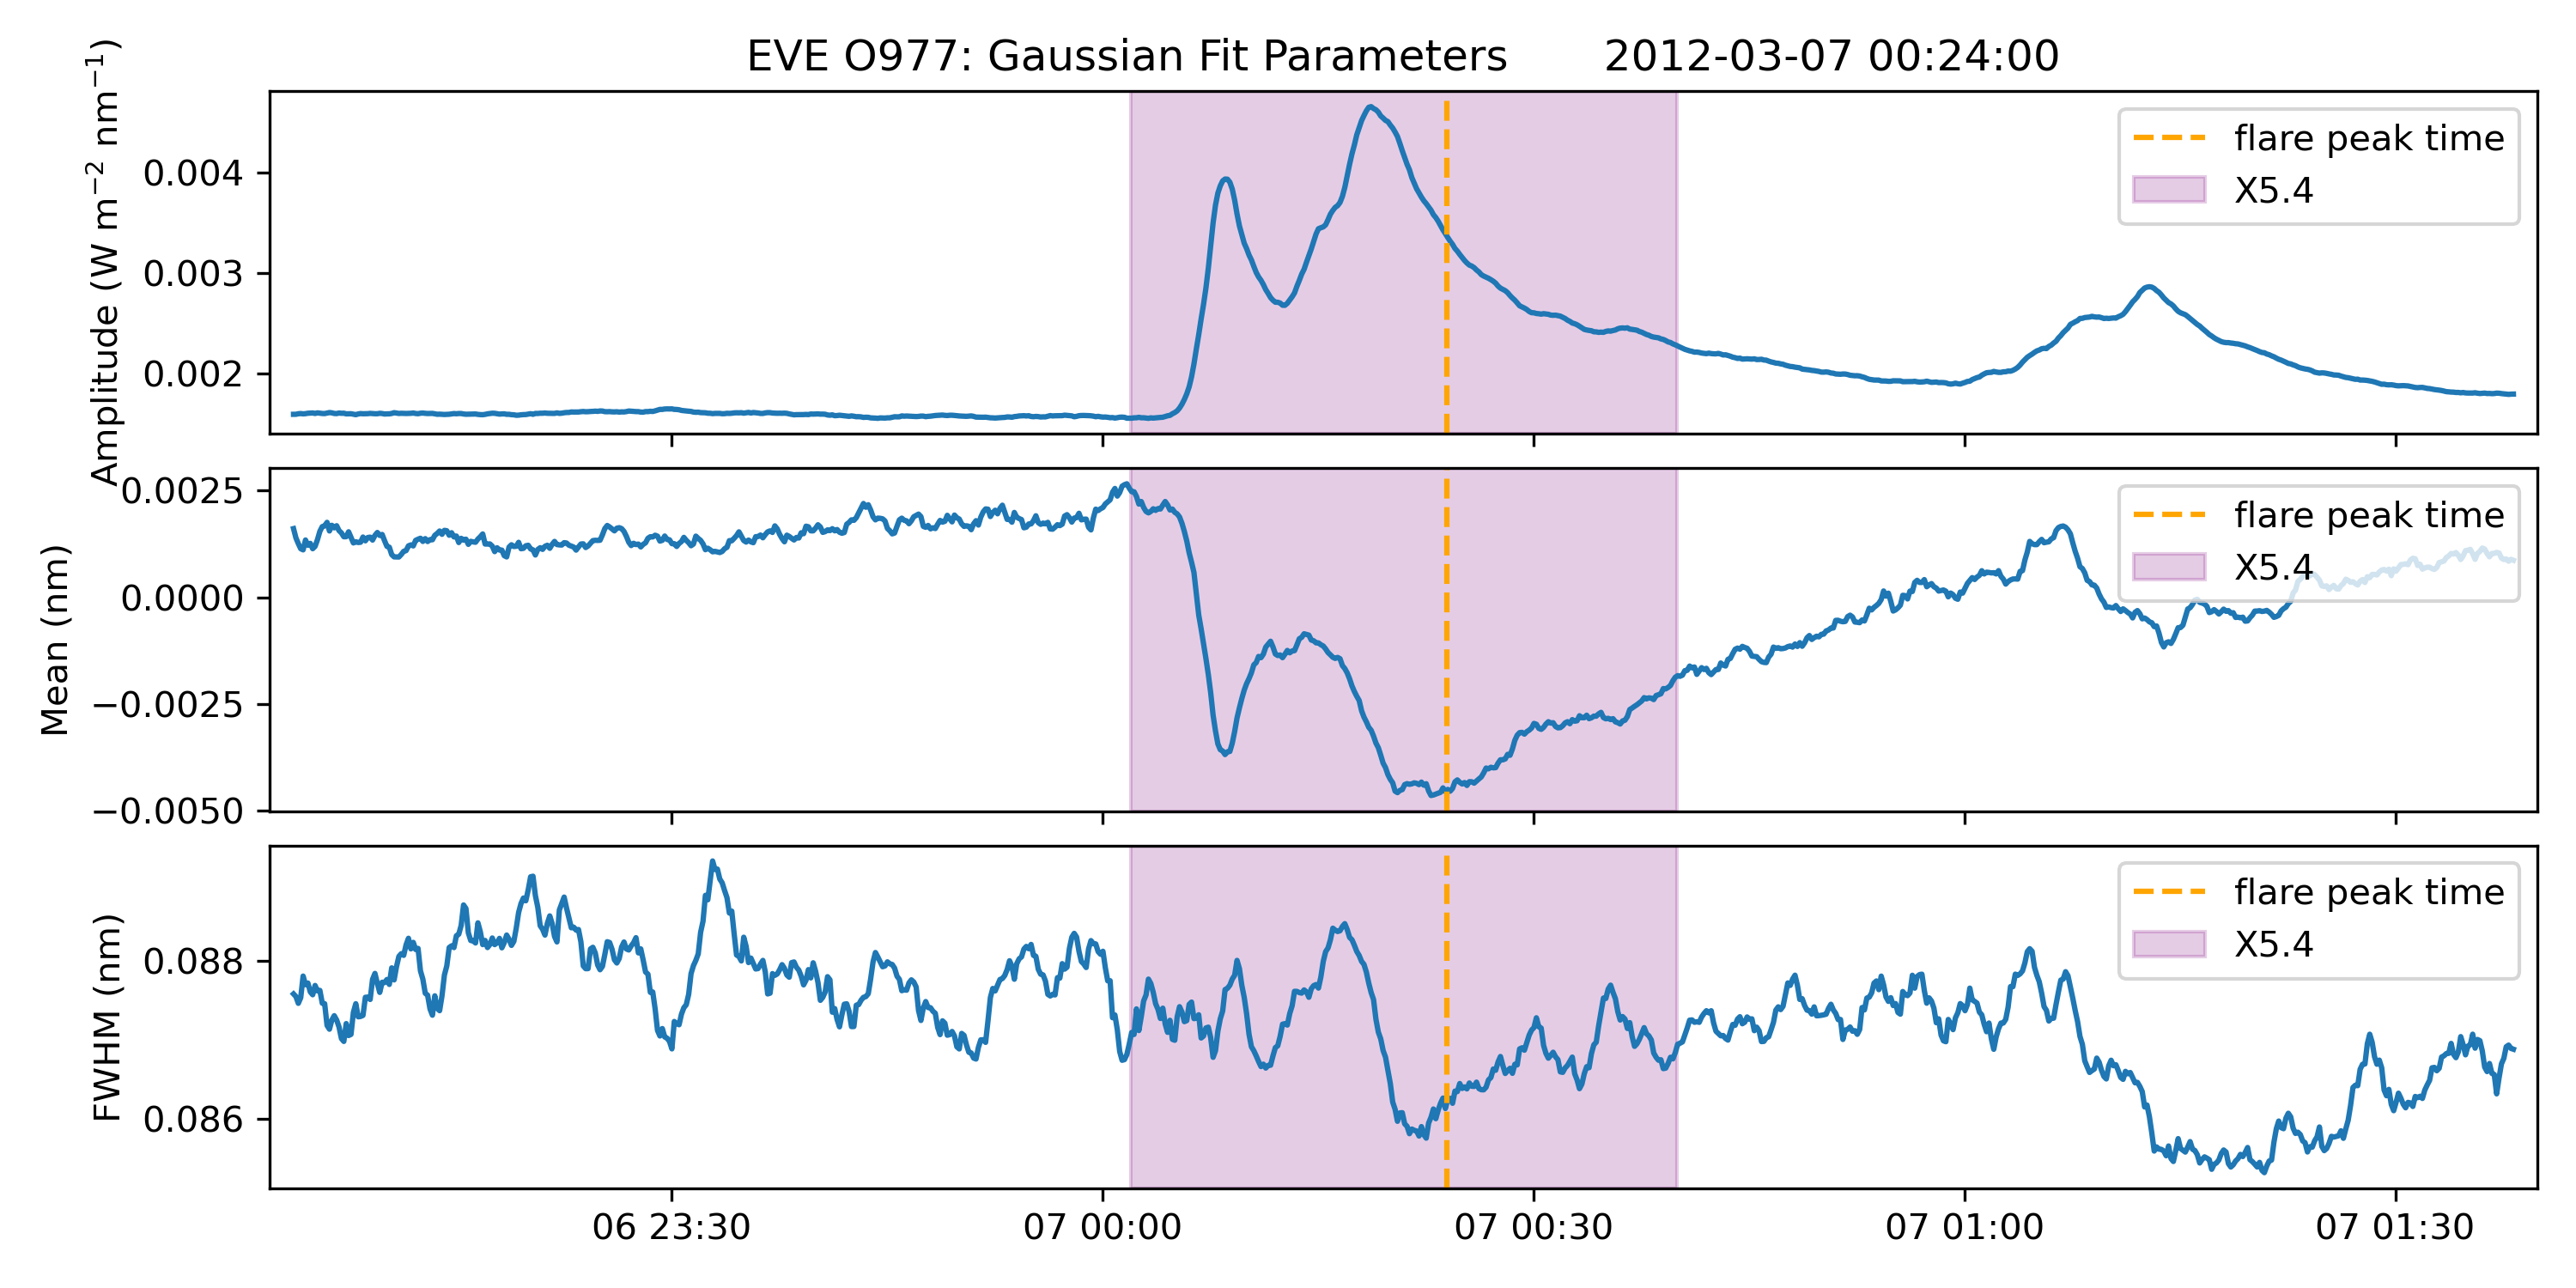 EVE O977: Gaussian Fit Parameters 2012-03-07 00:24:00
Amplitude (W m⁻² nm⁻¹)
0.004
0.003
0.002
flare peak time
X5.4
Mean (nm)
0.0025
0.0000
−0.0025
−0.0050
flare peak time
X5.4
FWHM (nm)
0.088
0.086
flare peak time
X5.4
06 23:30
07 00:00
07 00:30
07 01:00
07 01:30